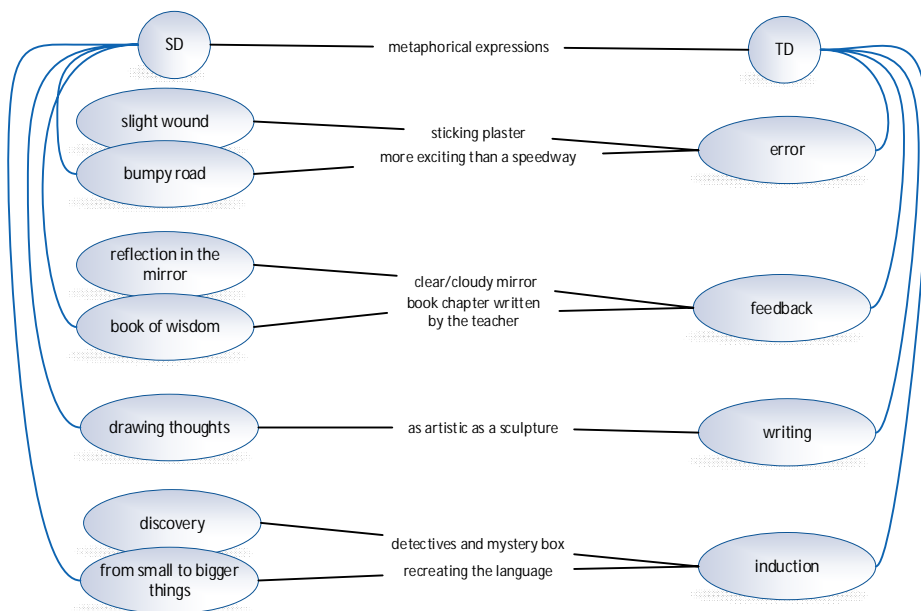 SD
metaphorical expressions
TD
slight wound
sticking plaster
error
more exciting than a speedway
bumpy road
reflection in the
mirror
clear/cloudy mirror
book chapter written
by the teacher
feedback
book of wisdom
drawing thoughts
as artistic as a sculpture
writing
discovery
detectives and mystery box
induction
from small to bigger
things
recreating the language